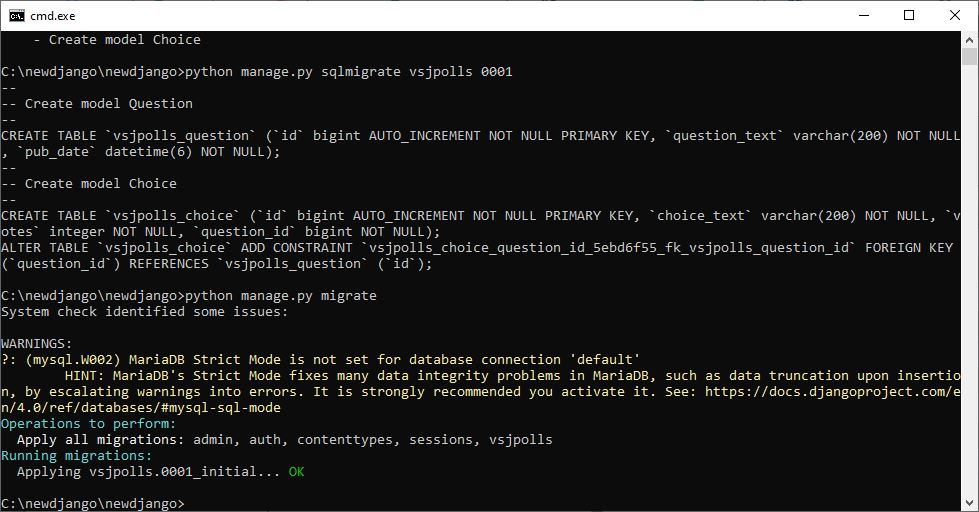 cmd.exe
    - Create model Choice
C:\newdjango\newdjango>python manage.py sqlmigrate vsjpolls 0001
--
-- Create model Question
--
CREATE TABLE `vsjpolls_question` (`id` bigint AUTO_INCREMENT NOT NULL PRIMARY KEY, `question_text` varchar(200) NOT NULL
, `pub_date` datetime(6) NOT NULL);
--
-- Create model Choice
--
CREATE TABLE `vsjpolls_choice` (`id` bigint AUTO_INCREMENT NOT NULL PRIMARY KEY, `choice_text` varchar(200) NOT NULL, `v
otes` integer NOT NULL, `question_id` bigint NOT NULL);
ALTER TABLE `vsjpolls_choice` ADD CONSTRAINT `vsjpolls_choice_question_id_5ebd6f55_fk_vsjpolls_question_id` FOREIGN KEY
(`question_id`) REFERENCES `vsjpolls_question` (`id`);
C:\newdjango\newdjango>python manage.py migrate
System check identified some issues:
WARNINGS:
?: (mysql.W002) MariaDB Strict Mode is not set for database connection 'default'
        HINT: MariaDB's Strict Mode fixes many data integrity problems in MariaDB, such as data truncation upon insertio
n, by escalating warnings into errors. It is strongly recommended you activate it. See: https://docs.djangoproject.com/e
n/4.0/ref/databases/#mysql-sql-mode
Operations to perform:
  Apply all migrations: admin, auth, contenttypes, sessions, vsjpolls
Running migrations:
  Applying vsjpolls.0001_initial... OK
C:\newdjango\newdjango>